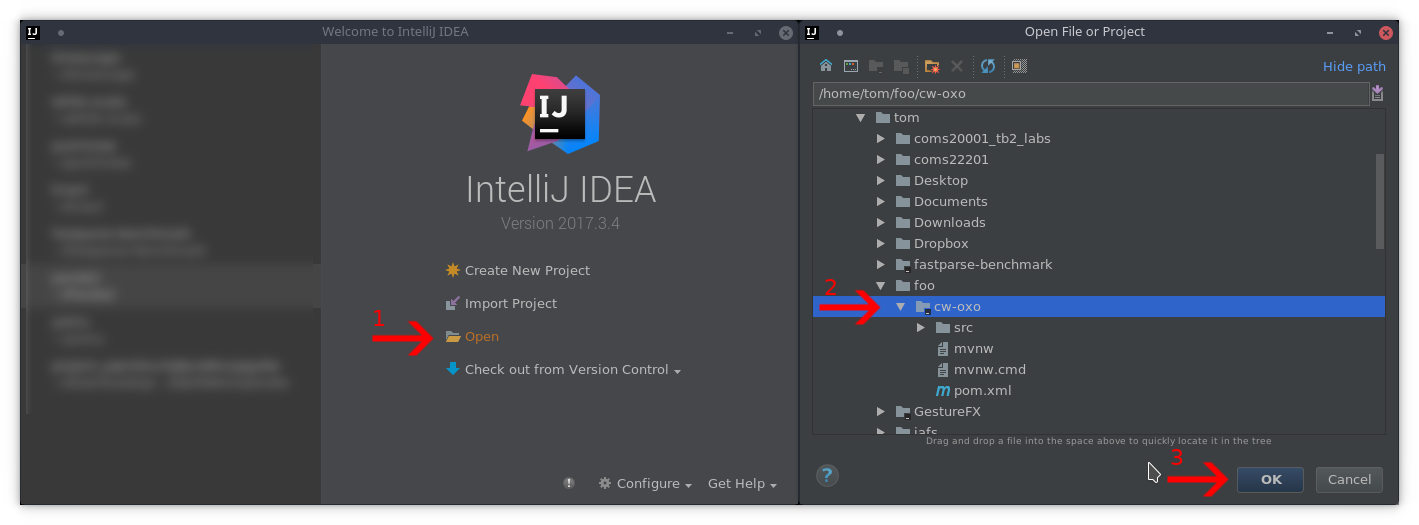 Welcome to IntelliJ IDEA
IJ
IntelliJ IDEA
Version 2017.3.4
Create New Project
Import Project
1
Open
Check out from Version Control
Configure
Get Help
Open File or Project
Hide path
/home/tom/foo/cw-oxo
tom
coms20001_tb2_labs
coms22201
Desktop
Documents
Downloads
Dropbox
fastparse-benchmark
foo
2
cw-oxo
src
mvnw
mvnw.cmd
m pom.xml
GestureFX
Drag and drop a file into the space above to quickly locate it in the tree
?
3
OK
Cancel